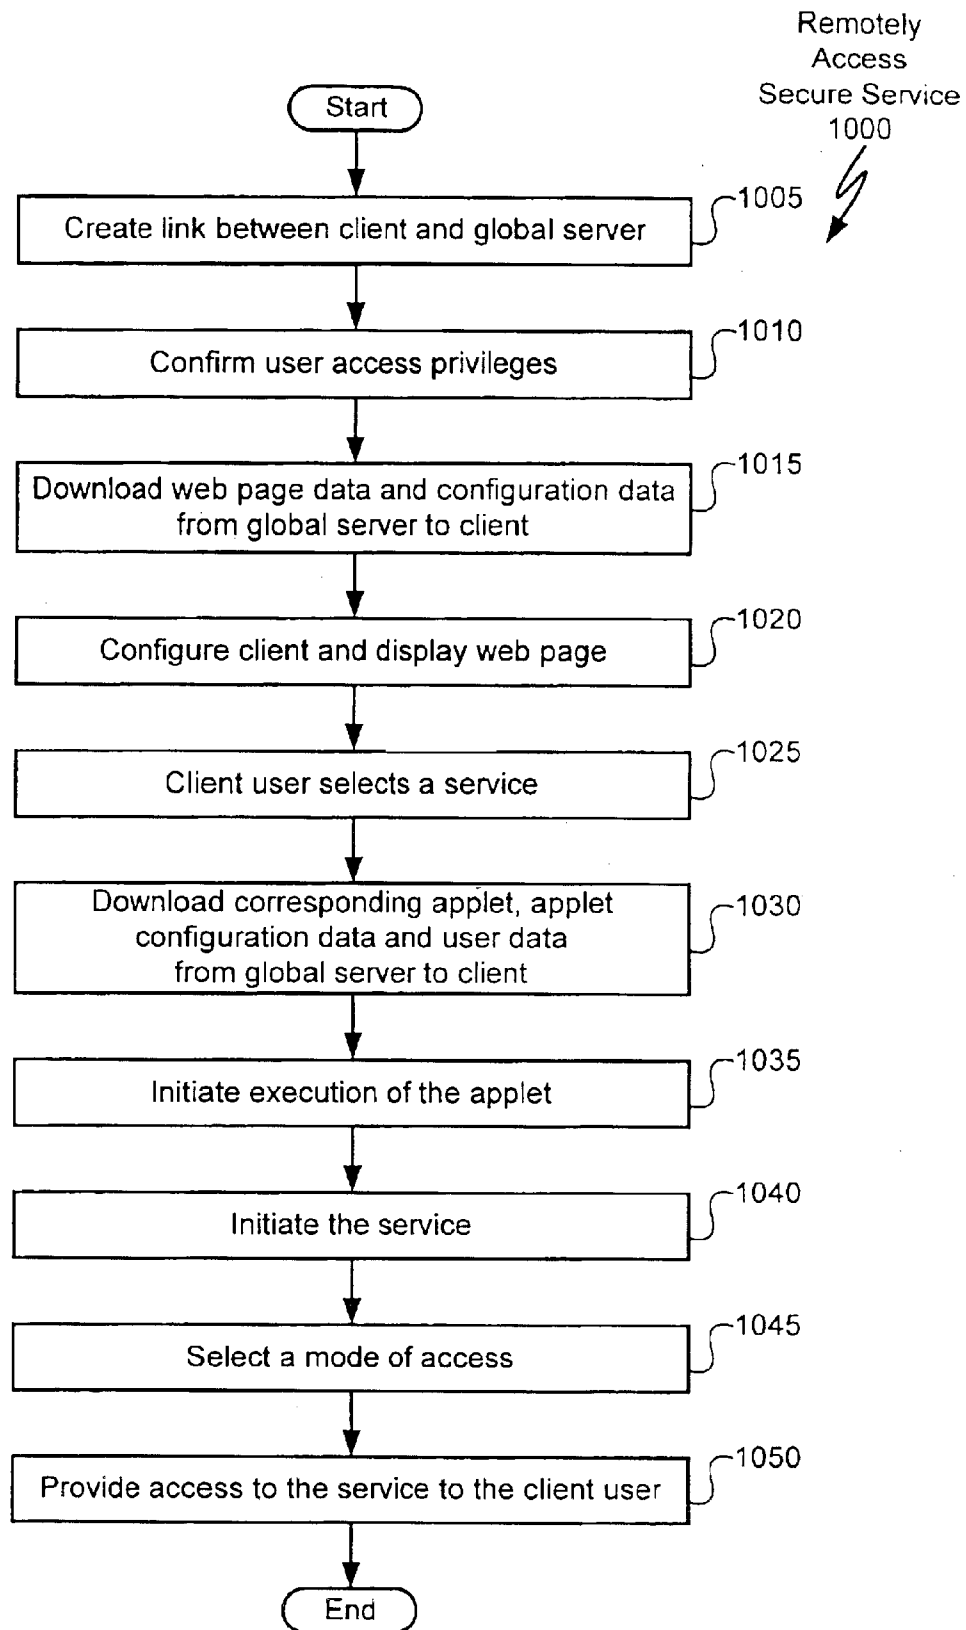 Remotely
Access
Secure Service
1000
Start
Create link between client and global server
1005
Confirm user access privileges
1010
Download web page data and configuration data
from global server to client
1015
Configure client and display web page
1020
Client user selects a service
1025
Download corresponding applet, applet
configuration data and user data
from global server to client
1030
Initiate execution of the applet
1035
Initiate the service
1040
Select a mode of access
1045
Provide access to the service to the client user
1050
End